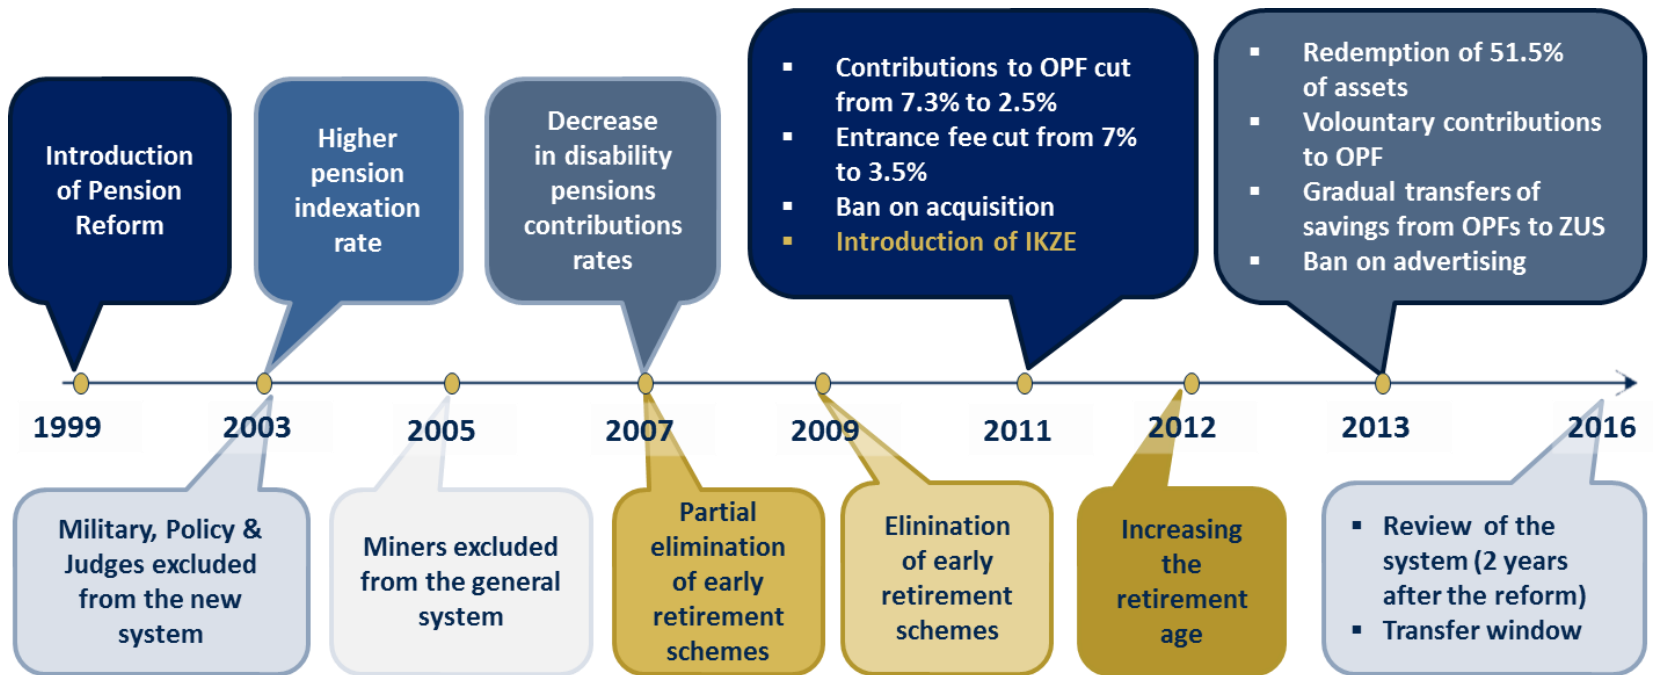 Introduction
of Pension
Reform
Higher
pension
indexation
rate
Decrease
in disability
pensions
contributions
rates
▪ Contributions to OPF cut
from 7.3% to 2.5%
▪ Entrance fee cut from 7%
to 3.5%
▪ Ban on acquisition
▪ Introduction of IKZE
▪ Redemption of 51.5%
of assets
▪ Volountary contributions
to OPF
▪ Gradual transfers of
savings from OPFs to ZUS
▪ Ban on advertising
1999
2003
2005
2007
2009
2011
2012
2013
2016
Military, Policy &
Judges excluded
from the new
system
Miners excluded
from the general
system
Partial
elimination
of early
retirement
schemes
Elinination
of early
retirement
schemes
Increasing
the
retirement
age
▪ Review of the
system (2 years
after the reform)
▪ Transfer window